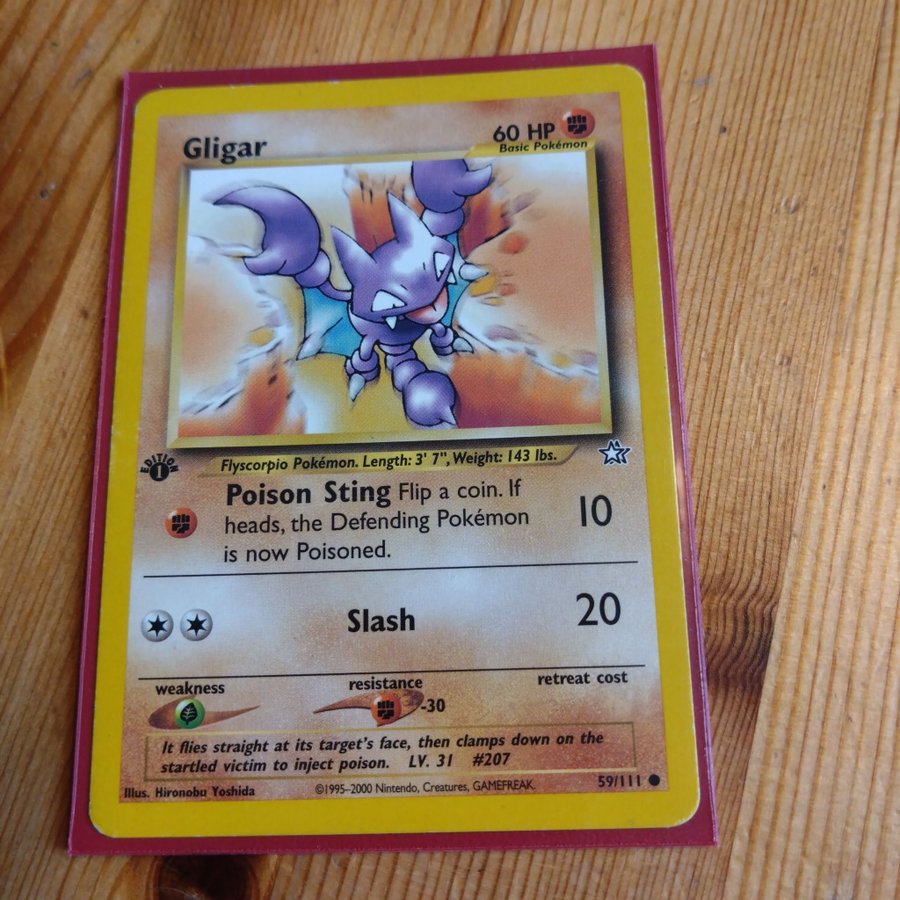 Gligar
60 HP
Basic Pokémon
EDITION
1
Flyscorpio Pokémon. Length: 3' 7", Weight: 143 lbs.
Poison Sting Flip a coin. If
heads, the Defending Pokémon
is now Poisoned.
10
Slash
20
weakness
resistance
retreat cost
-30
It flies straight at its target's face, then clamps down on the
startled victim to inject poison. LV. 31 #207
Illus. Hironobu Yoshida
©1995–2000 Nintendo, Creatures, GAMEFREAK.
59/111